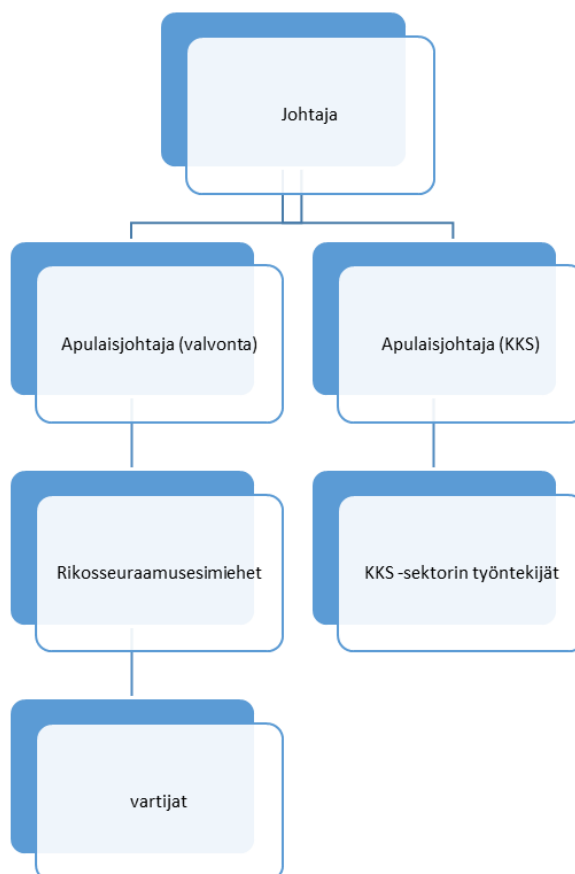 Johtaja
Apulaisjohtaja (valvonta)
Apulaisjohtaja (KKS)
Rikosseuraamusesimiehet
KKS -sektorin työntekijät
vartijat